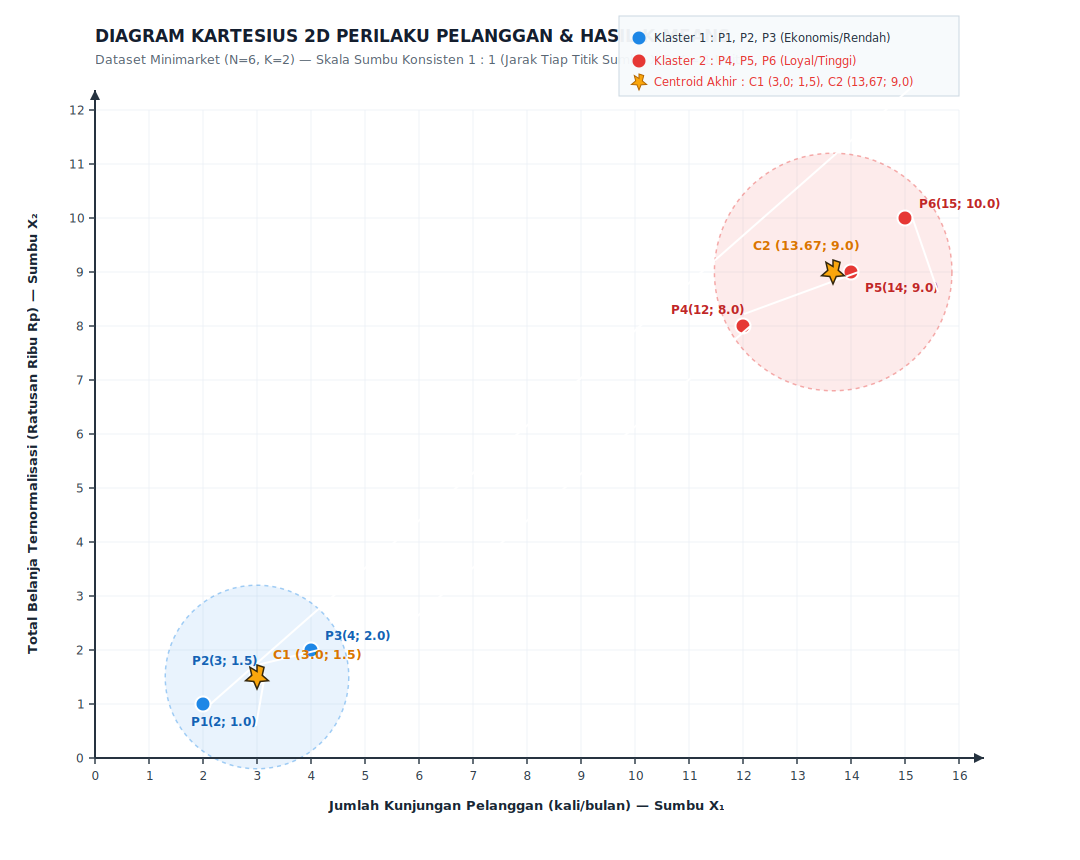 DIAGRAM KARTESIUS 2D PERILAKU PELANGGAN & HASIL
Dataset Minimarket (N=6, K=2) — Skala Sumbu Konsisten 1 : 1 (Jarak Tiap Titik Su
Klaster 1 : P1, P2, P3 (Ekonomis/Rendah)
Klaster 2 : P4, P5, P6 (Loyal/Tinggi)
Centroid Akhir : C1 (3,0; 1,5), C2 (13,67; 9,0)
12
11
10
9
8
7
6
5
4
3
2
1
0
Total Belanja Ternormalisasi (Ratusan Ribu Rp) — Sumbu X₂
P6(15; 10.0)
C2 (13.67; 9.0)
P5(14; 9.0)
P4(12; 8.0)
P3(4; 2.0)
C1 (3.0; 1.5)
P2(3; 1.5)
P1(2; 1.0)
0 1 2 3 4 5 6 7 8 9 10 11 12 13 14 15 16
Jumlah Kunjungan Pelanggan (kali/bulan) — Sumbu X₁